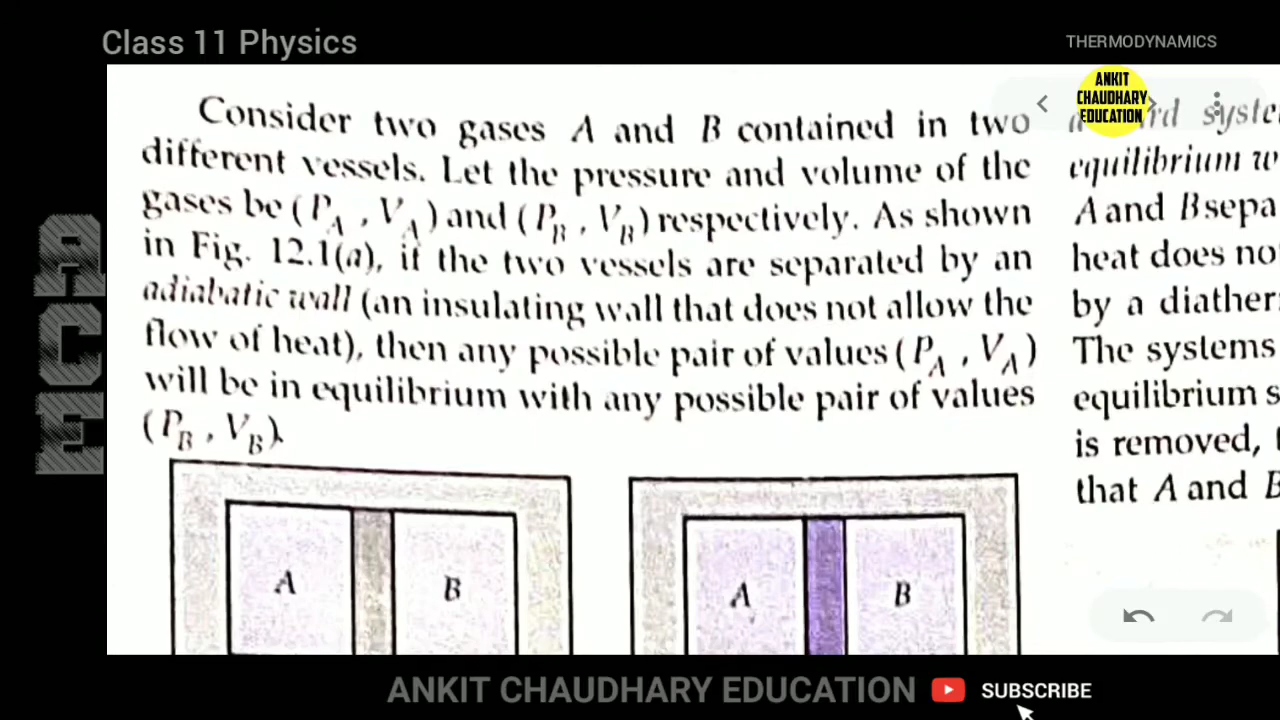 Class 11 Physics
THERMODYNAMICS
ANKIT
CHAUDHARY
EDUCATION
A
C
E
Consider two gases A and B contained in two
different vessels. Let the pressure and volume of the
gases be (P_A , V_A) and (P_B , V_B) respectively. As shown
in Fig. 12.1(a), if the two vessels are separated by an
adiabatic wall (an insulating wall that does not allow the
flow of heat), then any possible pair of values (P_A , V_A)
will be in equilibrium with any possible pair of values
(P_B , V_B).
A
B
A
B
equilibrium
A and B
heat does
by a
The systems
equilibrium
is removed,
that A and B
ANKIT CHAUDHARY EDUCATION
SUBSCRIBE